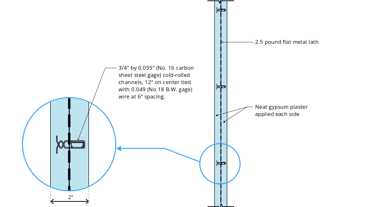 2.5 pound flat metal lath
3/4" by 0.055" (No. 16 carbon
sheet steel gage) cold-rolled
channels, 12" on center tied
with 0.049 (No.18 B.W. gage)
wire at 6" spacing.
Neat gypsum plaster
applied each side
2"